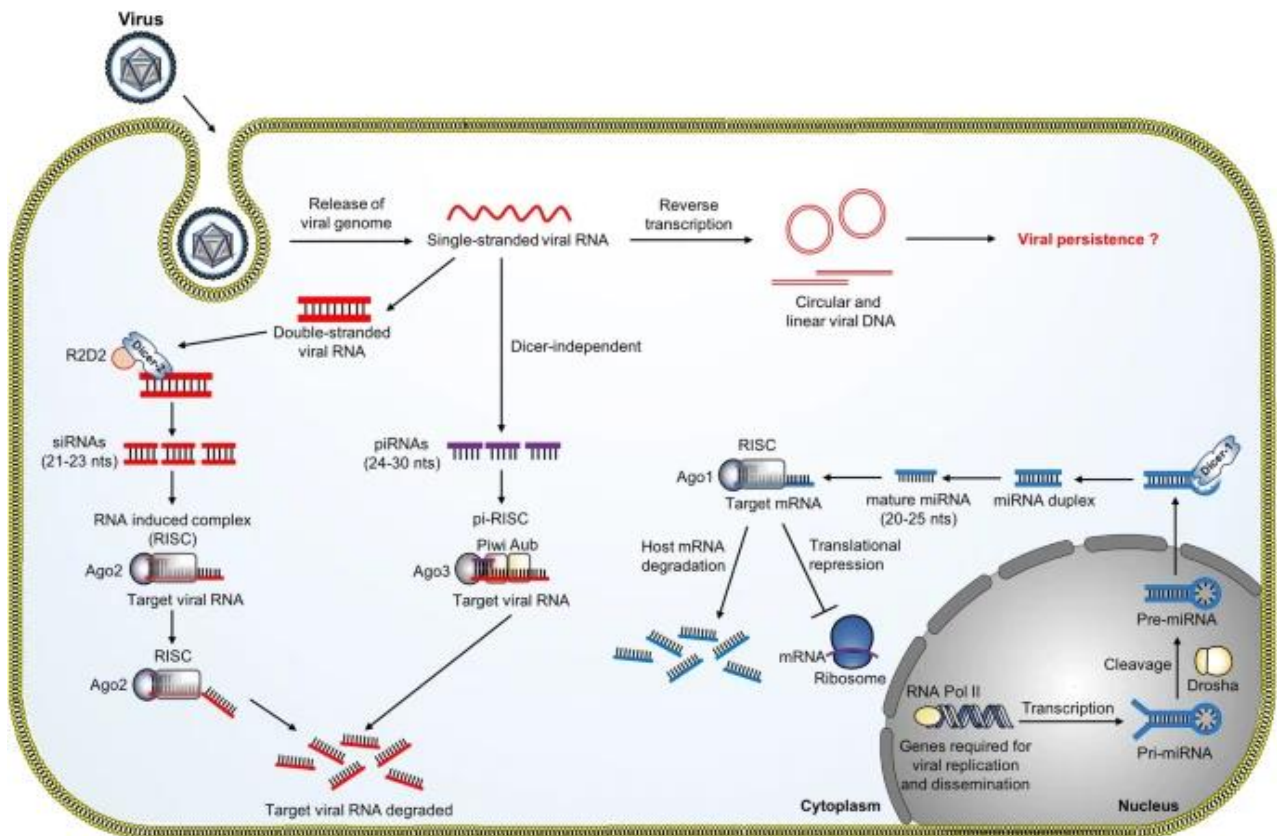 Virus
Release of
viral genome
Single-stranded viral RNA
Reverse
transcription
Circular and
linear viral DNA
Viral persistence ?
Double-stranded
viral RNA
Dicer-independent
R2D2
Dicer-2
siRNAs
(21-23 nts)
RNA induced complex
(RISC)
Ago2
Target viral RNA
RISC
Ago2
Target viral RNA degraded
piRNAs
(24-30 nts)
pi-RISC
Piwi Aub
Ago3
Target viral RNA
RISC
Ago1
Target mRNA
mature miRNA
(20-25 nts)
miRNA duplex
Dicer-1
Host mRNA
degradation
Translational
repression
mRNA
Ribosome
Pre-miRNA
Cleavage
Drosha
RNA Pol II
Transcription
Pri-miRNA
Genes required for
viral replication
and dissemination
Cytoplasm
Nucleus